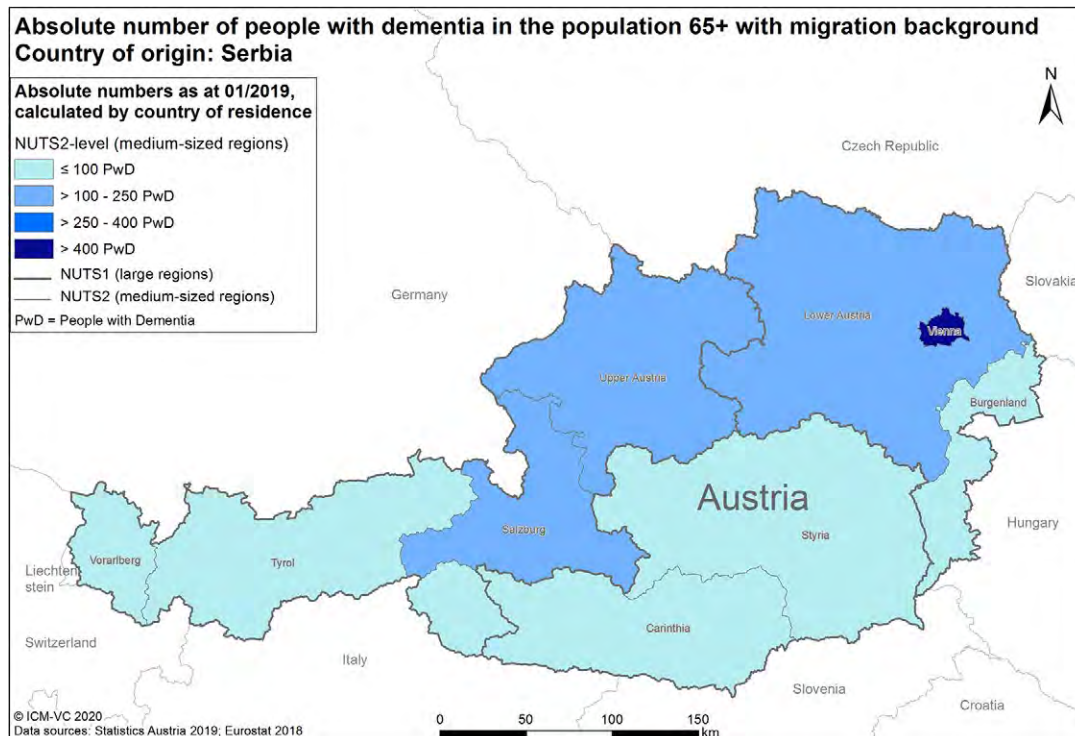 Absolute number of people with dementia in the population 65+ with migration background
Country of origin: Serbia
Absolute numbers as at 01/2019,
calculated by country of residence
NUTS2-level (medium-sized regions)
≤ 100 PwD
> 100 - 250 PwD
> 250 - 400 PwD
> 400 PwD
NUTS1 (large regions)
NUTS2 (medium-sized regions)
PwD = People with Dementia
N
Czech Republic
Slovakia
Germany
Lower Austria
Vienna
Upper Austria
Burgenland
Austria
Salzburg
Styria
Hungary
Vorarlberg
Tyrol
Liechten
stein
Carinthia
Switzerland
Italy
Slovenia
Croatia
© ICM-VC 2020
Data sources: Statistics Austria 2019; Eurostat 2018
0 50 100 150
km